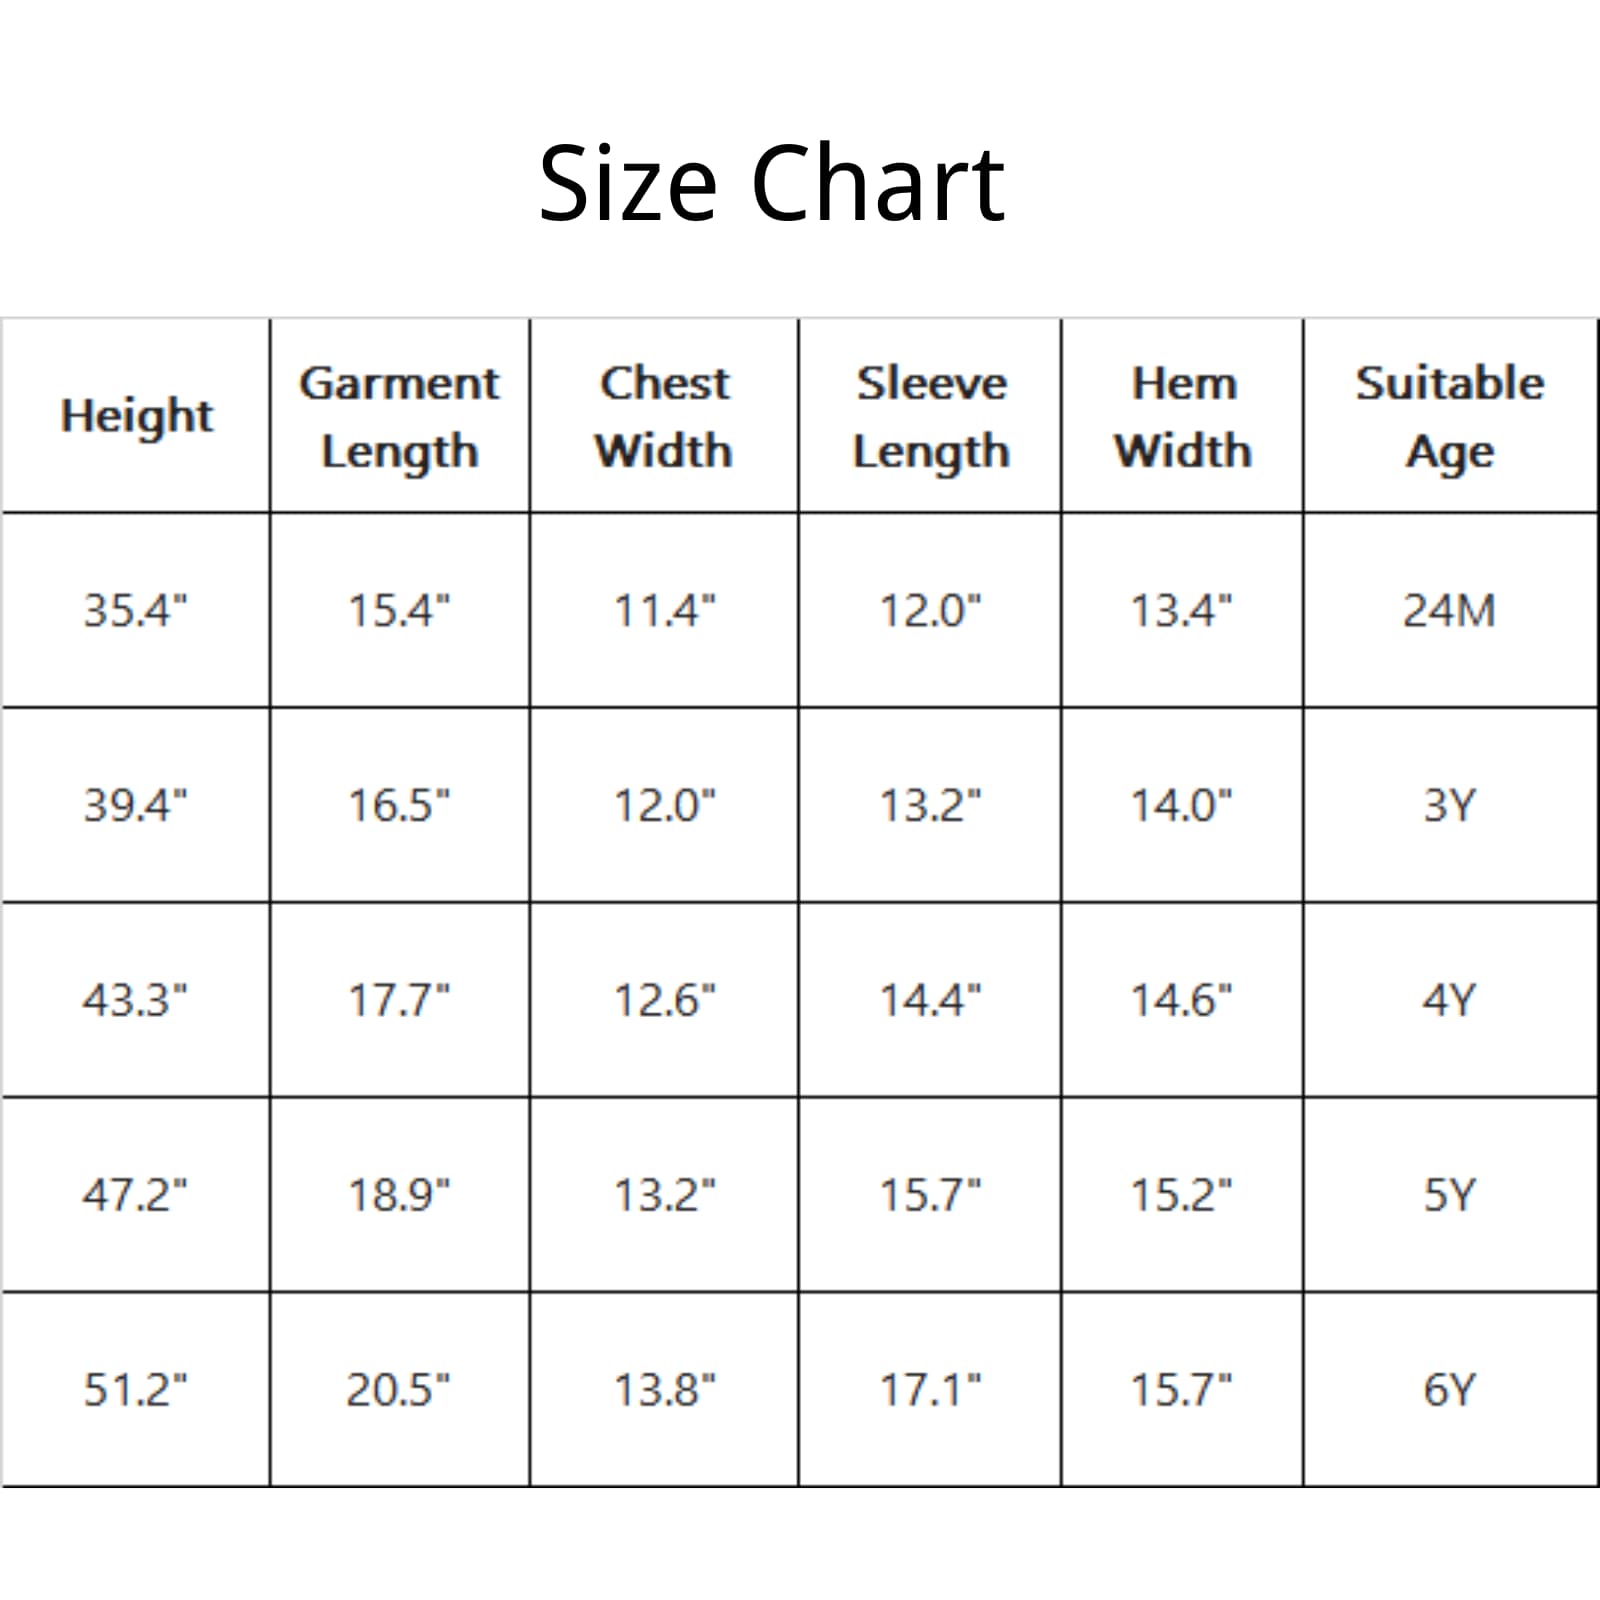 Size Chart
Height Garment Length Chest Width Sleeve Length Hem Width Suitable Age
35.4" 15.4" 11.4" 12.0" 13.4" 24M
39.4" 16.5" 12.0" 13.2" 14.0" 3Y
43.3" 17.7" 12.6" 14.4" 14.6" 4Y
47.2" 18.9" 13.2" 15.7" 15.2" 5Y
51.2" 20.5" 13.8" 17.1" 15.7" 6Y